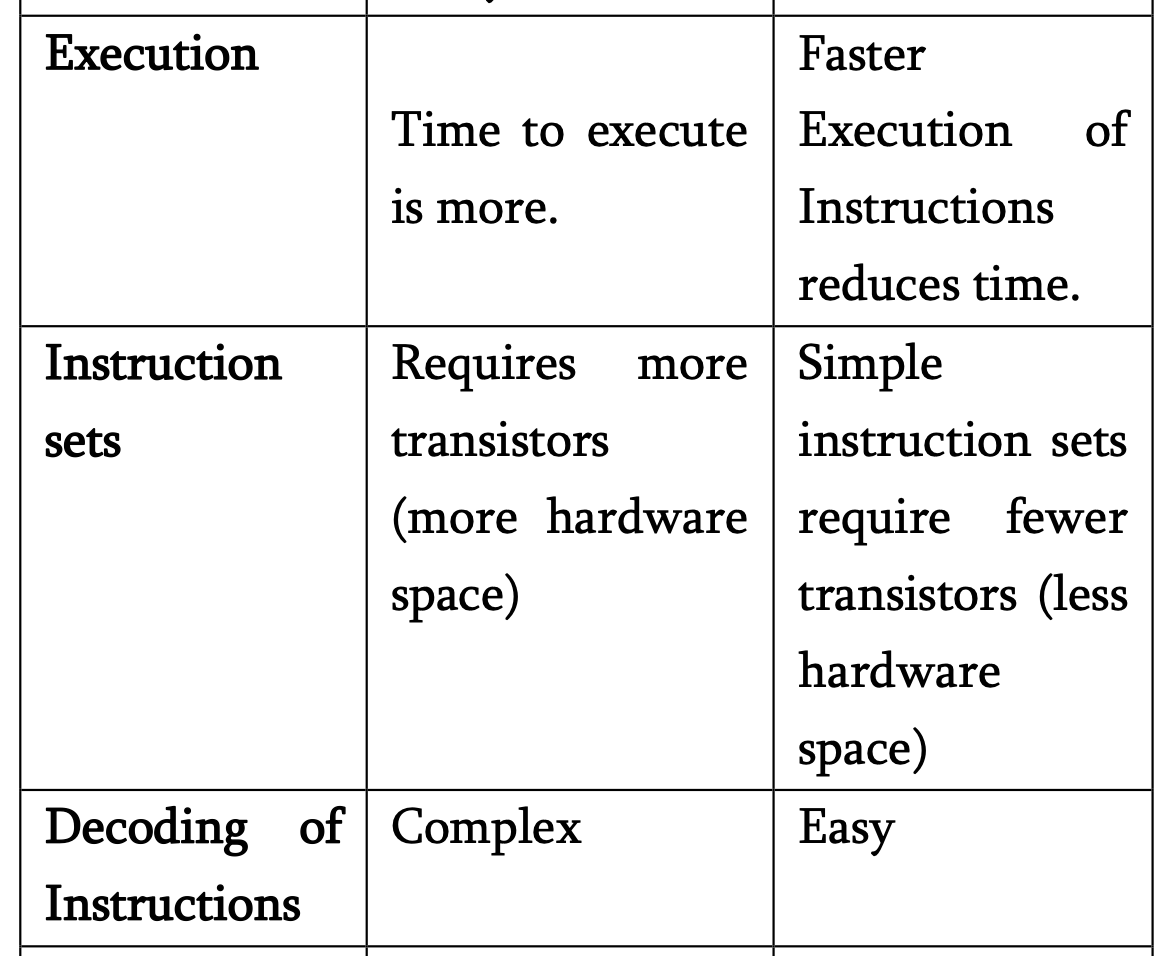 Execution
Time to execute
is more.
Faster
Execution of
Instructions
reduces time.
Instruction
sets
Requires more
transistors
(more hardware
space)
Simple
instruction sets
require fewer
transistors (less
hardware
space)
Decoding of
Instructions
Complex
Easy